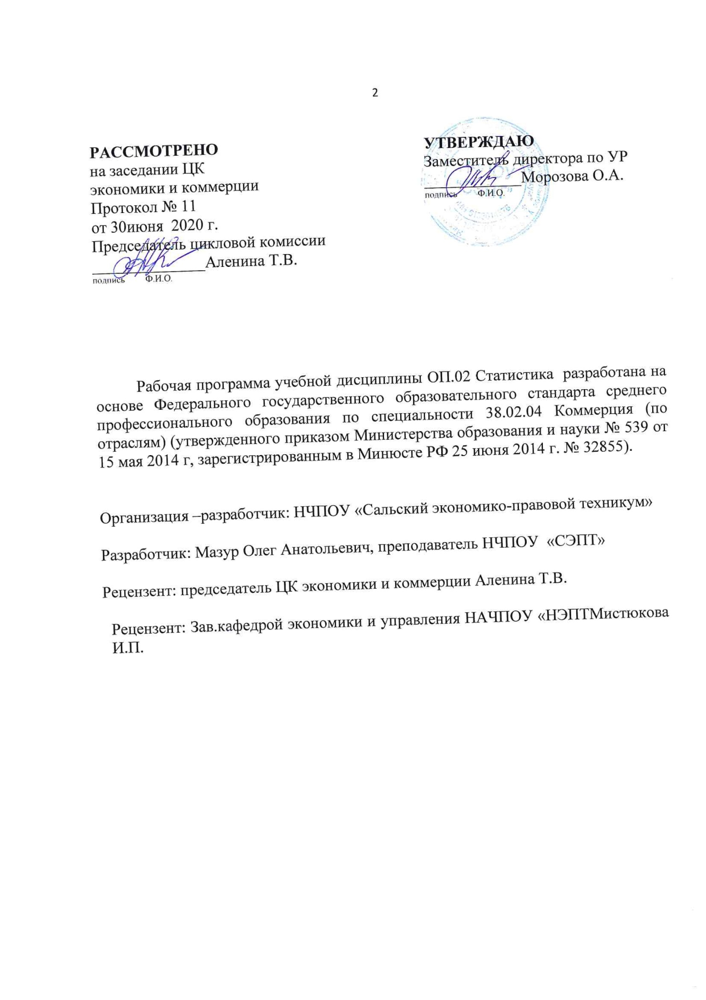 2
РАССМОТРЕНО
на заседании ЦК
экономики и коммерции
Протокол № 11
от 30июня  2020 г.
Председатель цикловой комиссии
Аленина Т.В.
подпись Ф.И.О.
УТВЕРЖДАЮ
Заместитель директора по УР
Морозова О.А.
подпись Ф.И.О.
Рабочая программа учебной дисциплины ОП.02 Статистика  разработана на
основе Федерального государственного образовательного стандарта среднего
профессионального образования по специальности 38.02.04 Коммерция (по
отраслям) (утвержденного приказом Министерства образования и науки № 539 от
15 мая 2014 г, зарегистрированным в Минюсте РФ 25 июня 2014 г. № 32855).
Организация –разработчик: НЧПОУ «Сальский экономико-правовой техникум»
Разработчик: Мазур Олег Анатольевич, преподаватель НЧПОУ  «СЭПТ»
Рецензент: председатель ЦК экономики и коммерции Аленина Т.В.
Рецензент: Зав.кафедрой экономики и управления НАЧПОУ «НЭПТМистюкова
И.П.